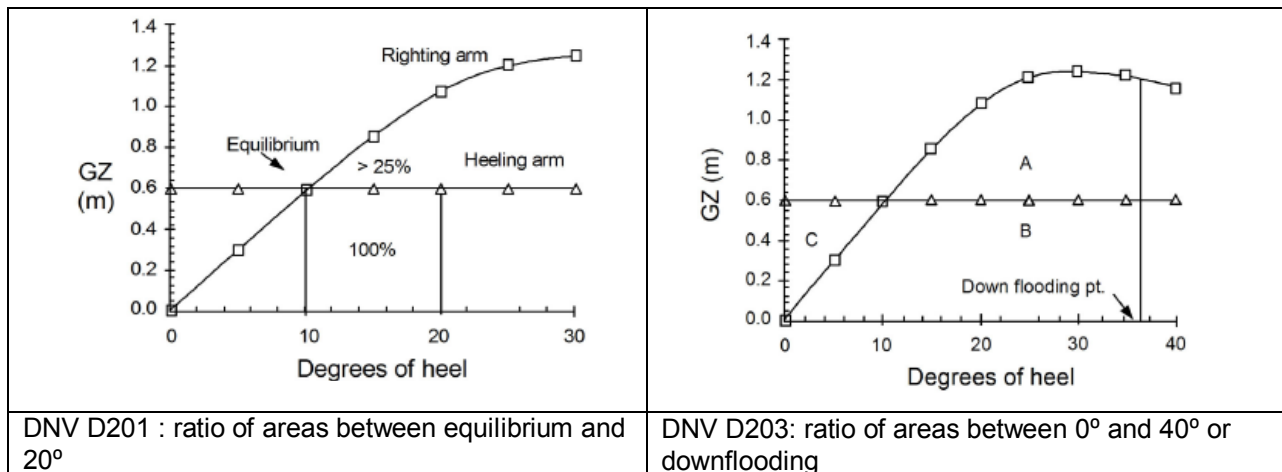 1.4
1.2
1.0
0.8
0.6
0.4
0.2
0.0
GZ
(m)
Righting arm
Equilibrium
> 25%
Heeling arm
100%
0
10
20
30
Degrees of heel
1.4
1.2
1.0
0.8
0.6
0.4
0.2
0.0
GZ (m)
A
B
C
Down flooding pt.
0
10
20
30
40
Degrees of heel
DNV D201 : ratio of areas between equilibrium and
20º
DNV D203: ratio of areas between 0º and 40º or
downflooding